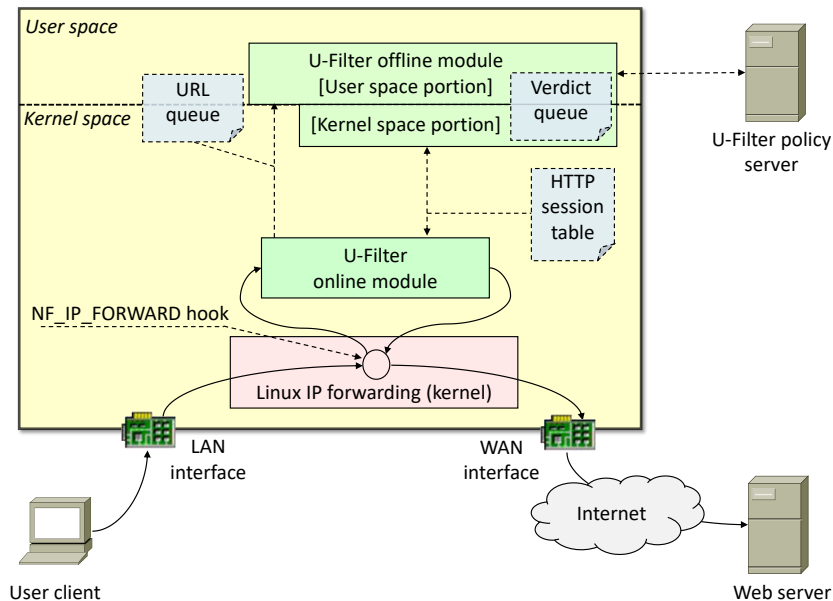 User space
U-Filter offline module
[User space portion]
URL
queue
Verdict
queue
Kernel space
[Kernel space portion]
U-Filter policy
server
HTTP
session
table
U-Filter
online module
NF_IP_FORWARD hook
Linux IP forwarding (kernel)
LAN
interface
WAN
interface
Internet
User client
Web server